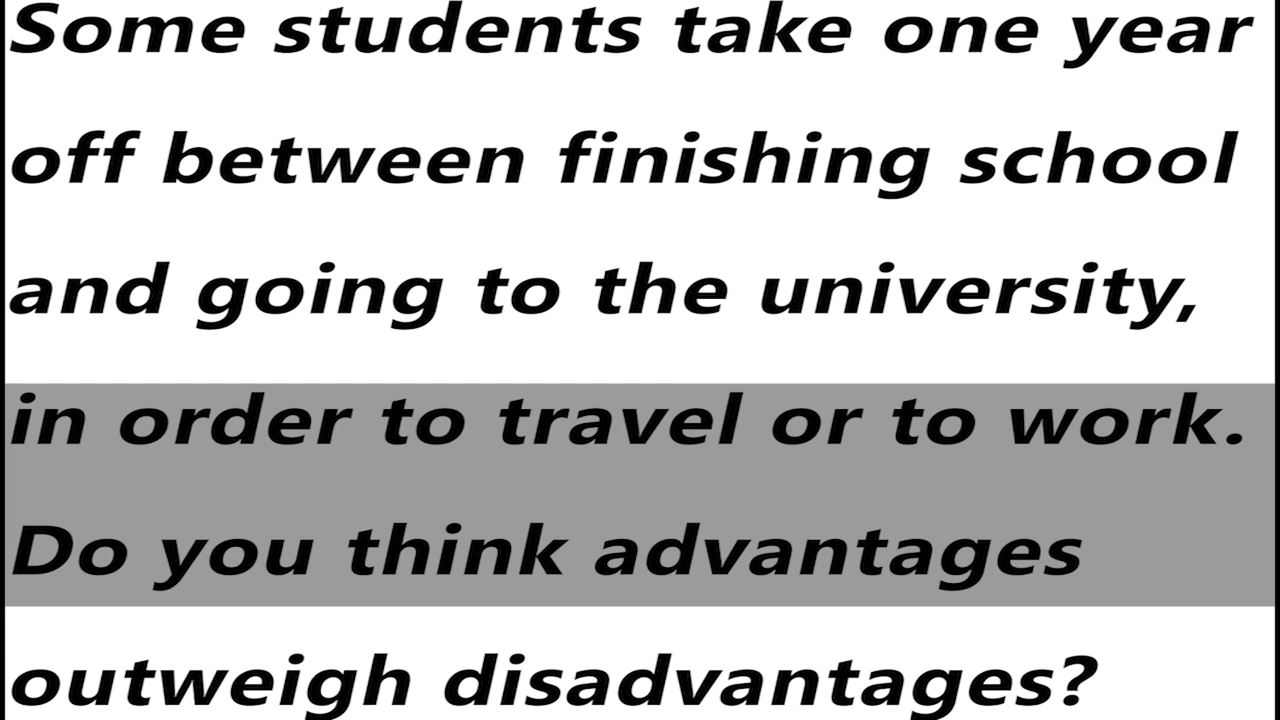 Some students take one year
off between finishing school
and going to the university,
in order to travel or to work.
Do you think advantages
outweigh disadvantages?